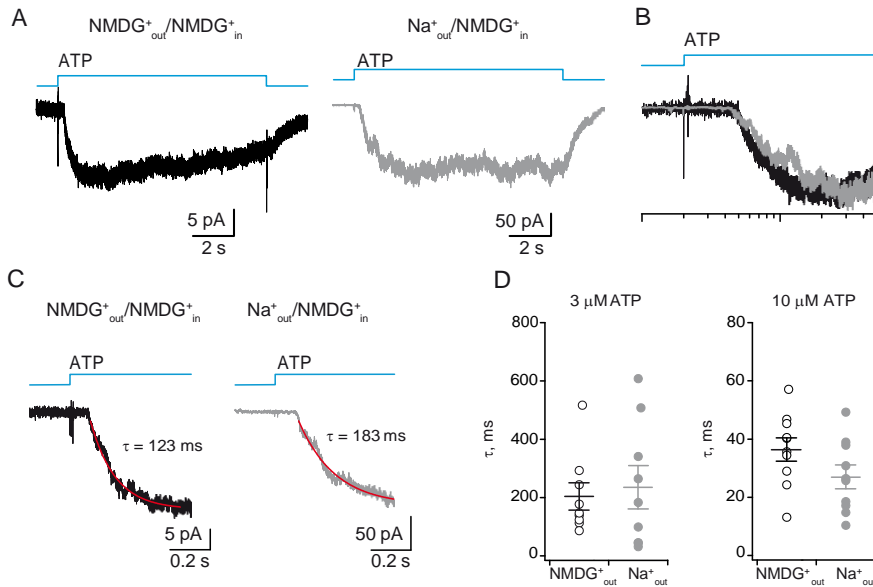 A
NMDG⁺out/NMDG⁺in
Na⁺out/NMDG⁺in
B
ATP
ATP
ATP
5 pA
2 s
50 pA
2 s
C
NMDG⁺out/NMDG⁺in
Na⁺out/NMDG⁺in
ATP
ATP
τ = 123 ms
τ = 183 ms
5 pA
0.2 s
50 pA
0.2 s
D
3 μM ATP
10 μM ATP
τ, ms
800
600
400
200
0
NMDG⁺out
Na⁺out
τ, ms
80
60
40
20
0
NMDG⁺out
Na⁺out